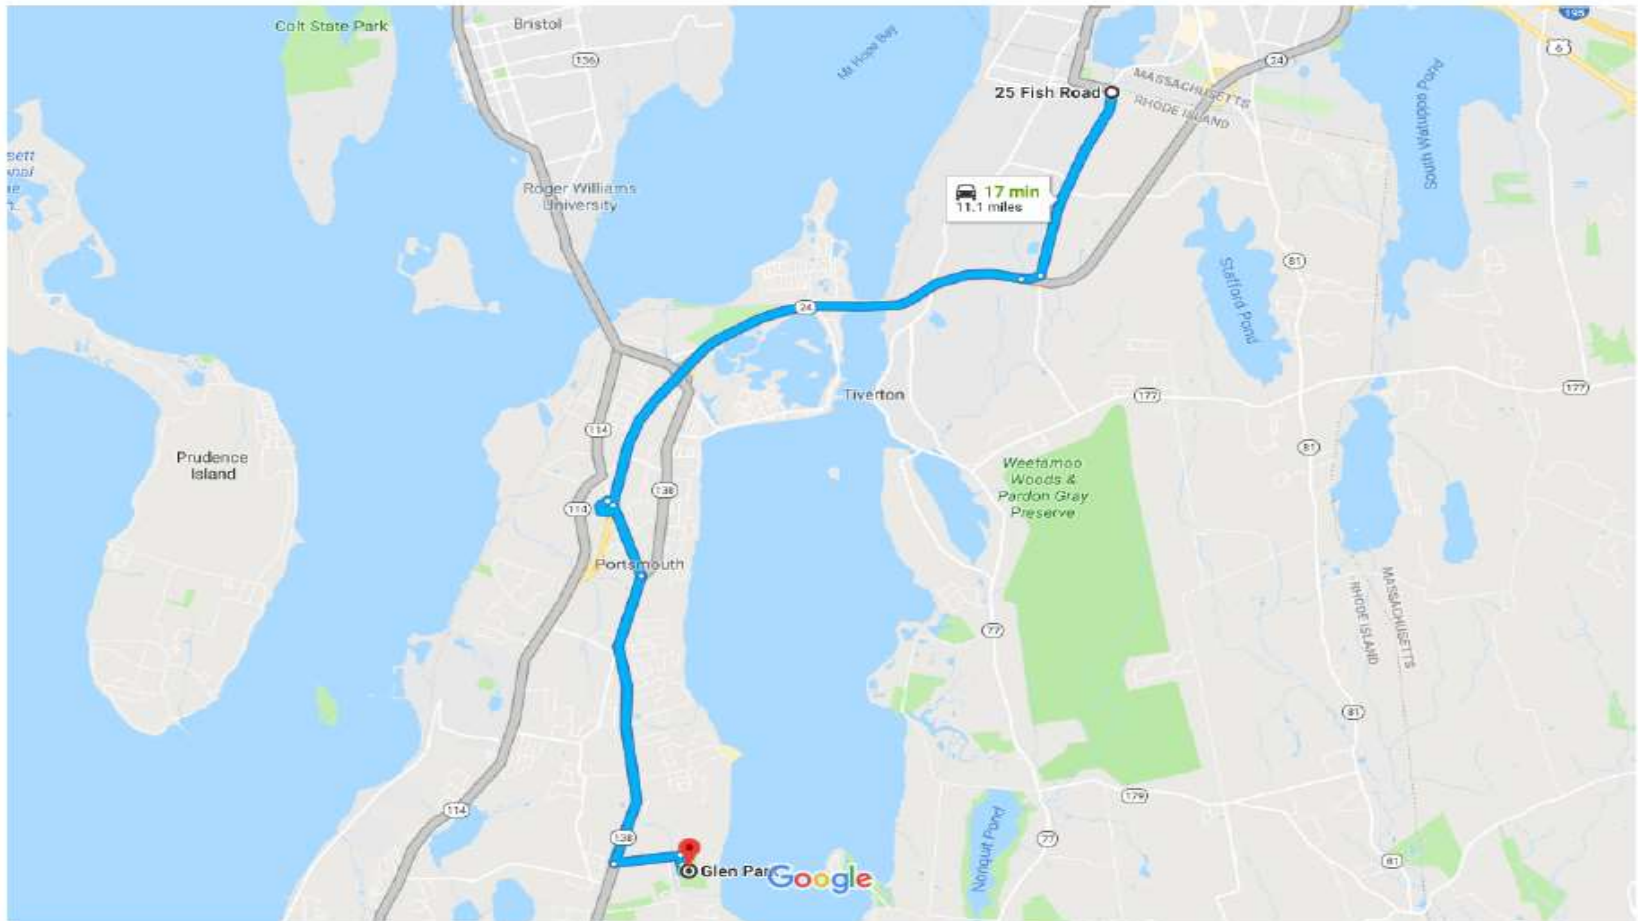 Colt State Park
Bristol
136
Mt Hope Bay
195
6
24
MASSACHUSETTS
RHODE ISLAND
25 Fish Road
South Watuppa Pond
sett
17 min
11.1 miles
Roger Williams
University
81
Stafford Pond
24
Tiverton
177
177
114
81
Prudence
Island
Weetamoo
Woods &
Pardon Gray
Preserve
138
114
Portsmouth
MASSACHUSETTS
RHODE ISLAND
77
81
179
114
138
77
Nonquit Pond
81
Glen Park
Google